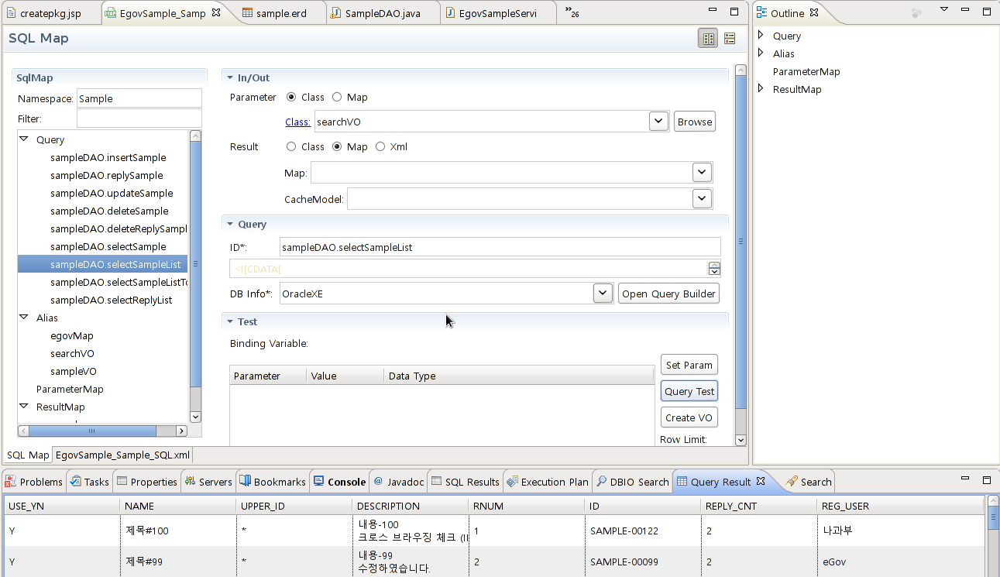 createpkg.jsp
EgovSample_Samp
sample.erd
SampleDAO.java
EgovSampleServi
»26
Outline
SQL Map
Query
Alias
ParameterMap
ResultMap
SqlMap
Namespace: Sample
Filter:
Query
sampleDAO.insertSample
sampleDAO.replySample
sampleDAO.updateSample
sampleDAO.deleteSample
sampleDAO.deleteReplySampl
sampleDAO.selectSample
sampleDAO.selectSampleList
sampleDAO.selectSampleListTo
sampleDAO.selectReplyList
Alias
egovMap
searchVO
sampleVO
ParameterMap
ResultMap
In/Out
Parameter Class Map
Class: searchVO Browse
Result Class Map Xml
Map:
CacheModel:
Query
ID*: sampleDAO.selectSampleList
<![CDATA[
DB Info*: OracleXE Open Query Builder
Test
Binding Variable:
Parameter Value Data Type
Set Param
Query Test
Create VO
Row Limit:
SQL Map EgovSample_Sample_SQL.xml
Problems Tasks Properties Servers Bookmarks Console Javadoc SQL Results Execution Plan DBIO Search Query Result Search
USE_YN NAME UPPER_ID DESCRIPTION RNUM ID REPLY_CNT REG_USER
Y 제목#100 * 내용-100 1 SAMPLE-00122 2 나과부
크로스 브라우징 체크 (II
Y 제목#99 * 내용-99 2 SAMPLE-00099 2 eGov
수정하였습니다.